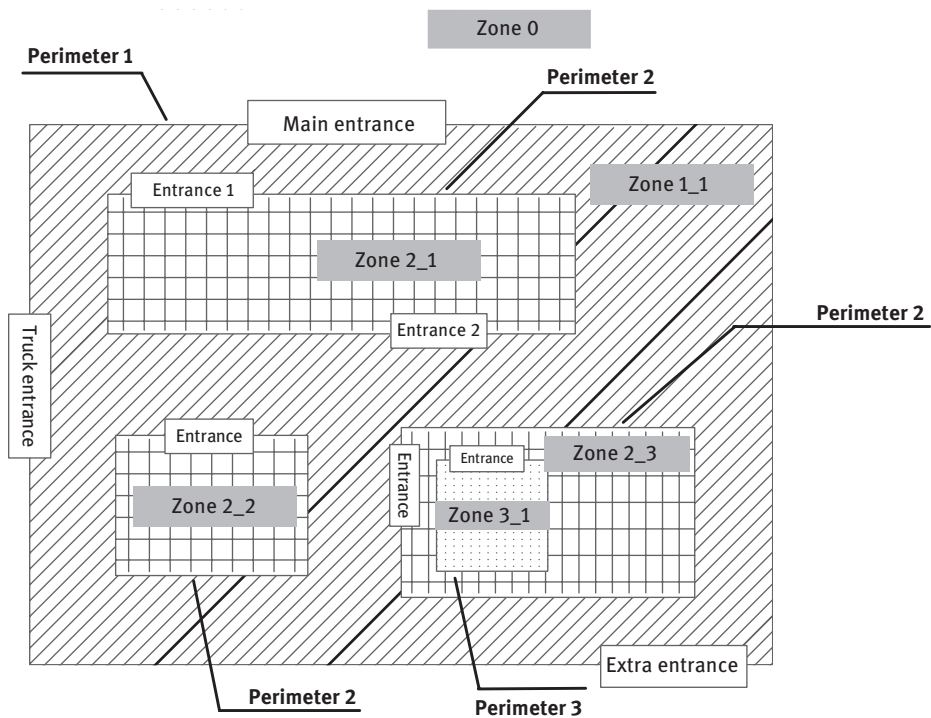 Zone 0
Perimeter 1
Perimeter 2
Main entrance
Entrance 1
Zone 1_1
Zone 2_1
Perimeter 2
Entrance 2
Truck entrance
Entrance
Entrance
Zone 2_3
Entrance
Zone 2_2
Zone 3_1
Extra entrance
Perimeter 2
Perimeter 3